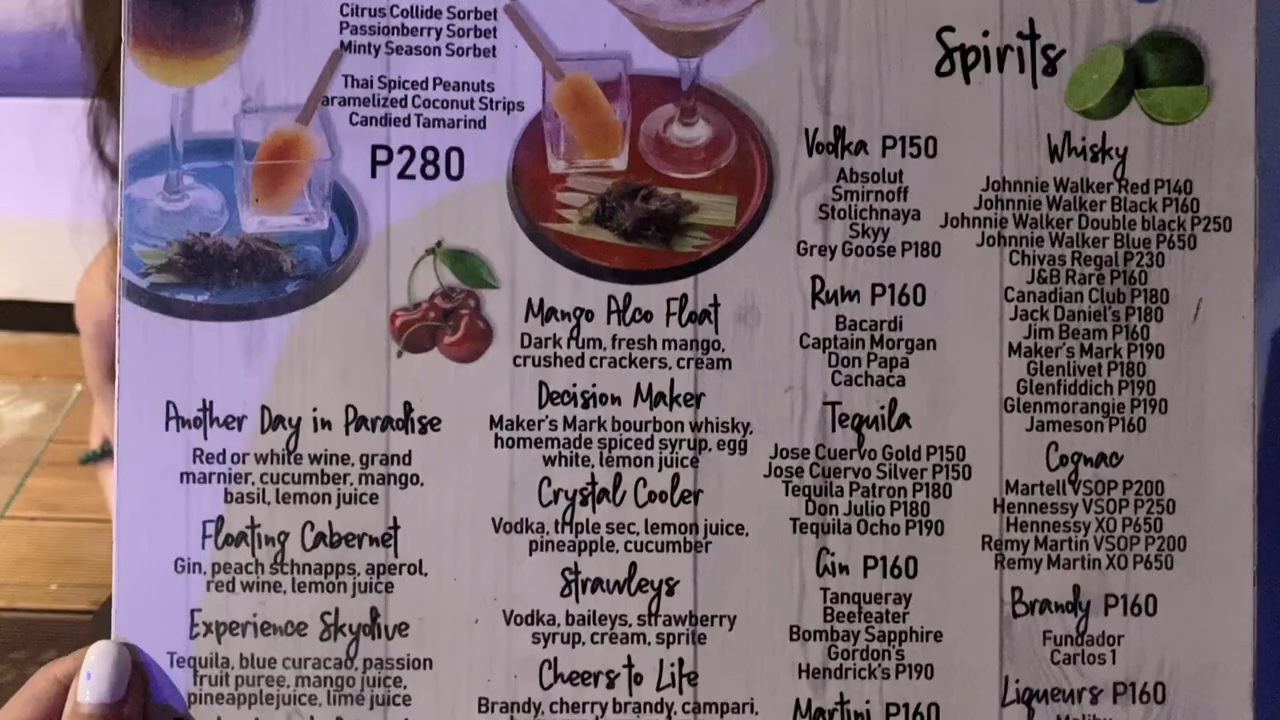 Citrus Collide Sorbet
Passionberry Sorbet
Minty Season Sorbet
Thai Spiced Peanuts
aramelized Coconut Strips
Candied Tamarind
P280
Another Day in Paradise
Red or white wine, grand
marnier, cucumber, mango,
basil, lemon juice
Floating Cabernet
Gin, peach schnapps, aperol,
red wine, lemon juice
Experience Skydive
Tequila, blue curacao, passion
fruit puree, mango juice,
pineapplejuice, lime juice
Mango Alco Float
Dark rum, fresh mango,
crushed crackers, cream
Decision Maker
Maker's Mark bourbon whisky,
homemade spiced syrup, egg
white, lemon juice
Crystal Cooler
Vodka, triple sec, lemon juice,
pineapple, cucumber
Strawleys
Vodka, baileys, strawberry
syrup, cream, sprite
Cheers to Life
Brandy, cherry brandy, campari,
Spirits
Vodka P150
Absolut
Smirnoff
Stolichnaya
Skyy
Grey Goose P180
Rum P160
Bacardi
Captain Morgan
Don Papa
Cachaca
Tequila
Jose Cuervo Gold P150
Jose Cuervo Silver P150
Tequila Patron P180
Don Julio P180
Tequila Ocho P190
Gin P160
Tanqueray
Beefeater
Bombay Sapphire
Gordon's
Hendrick's P190
Martini P160
Whisky
Johnnie Walker Red P140
Johnnie Walker Black P160
Johnnie Walker Double black P250
Johnnie Walker Blue P650
Chivas Regal P230
J&B Rare P160
Canadian Club P180
Jack Daniel's P180
Jim Beam P160
Maker's Mark P190
Glenlivet P180
Glenfiddich P190
Glenmorangie P190
Jameson P160
Cognac
Martell VSOP P200
Hennessy VSOP P250
Hennessy XO P650
Remy Martin VSOP P200
Remy Martin XO P650
Brandy P160
Fundador
Carlos 1
Liqueurs P160